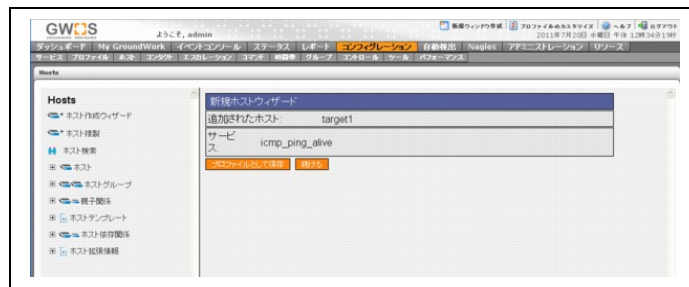 GWOS
ようこそ, admin
新規ウィンドウ作成 プロファイルのカスタマイズ ヘルプ ログアウト
2011年7月20日 水曜日 午後 12時34分19秒
ダッシュボード My GroundWork イベントコンソール ステータス レポート コンフィグレーション 自動検出 Nagios アドミニストレーション リソース
サービス プロファイル ホスト コンタクト エスカレーション コマンド 時間帯 グループ コントロール ツール パフォーマンス
Hosts
Hosts
* ホスト作成ウィザード
* ホスト複製
ホスト検索
ホスト
ホストグループ
親子関係
ホストテンプレート
ホスト依存関係
ホスト拡張情報
新規ホストウィザード
追加されたホスト: target1
サービス: icmp_ping_alive
プロファイルとして保存 続ける